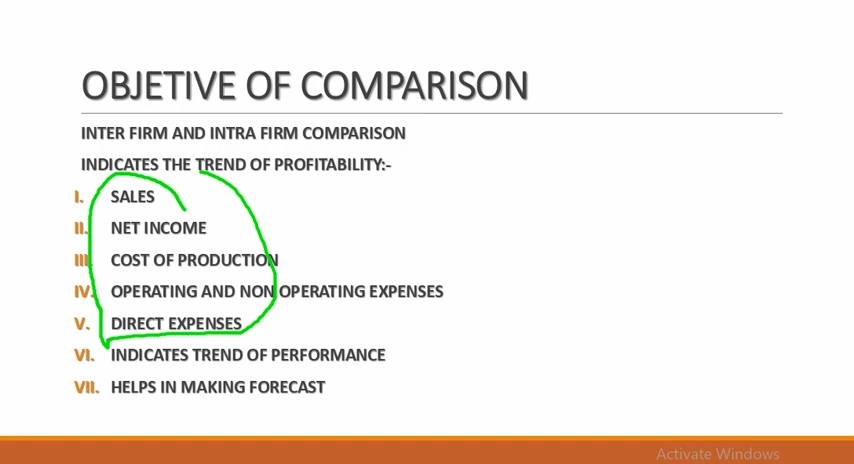 OBJETIVE OF COMPARISON
INTER FIRM AND INTRA FIRM COMPARISON
INDICATES THE TREND OF PROFITABILITY:-
I. SALES
II. NET INCOME
III. COST OF PRODUCTION
IV. OPERATING AND NON OPERATING EXPENSES
V. DIRECT EXPENSES
VI. INDICATES TREND OF PERFORMANCE
VII. HELPS IN MAKING FORECAST
Activate Windows